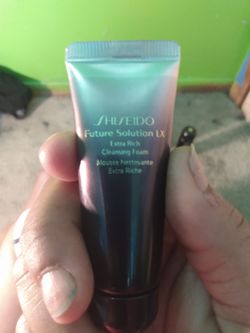 SHISEIDO
Future Solution LX
Extra Rich
Cleansing Foam
Mousse Nettoyante
Extra Riche